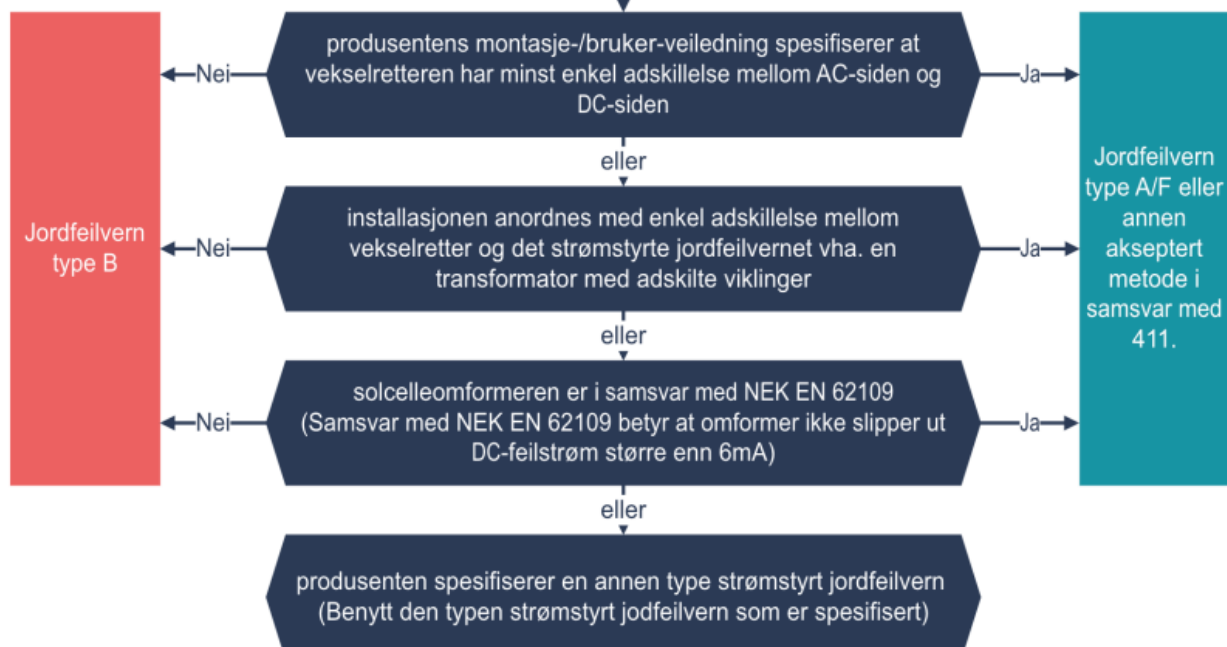 produsentens montasje-/bruker-veiledning spesifiserer at
vekselretteren har minst enkel adskillelse mellom AC-siden og
DC-siden
Nei
Ja
eller
installasjonen anordnes med enkel adskillelse mellom
vekselretter og det strømstyrte jordfeilvernet vha. en
transformator med adskilte viklinger
Nei
Ja
Jordfeilvern
type B
Jordfeilvern
type A/F eller
annen
akseptert
metode i
samsvar med
411.
eller
solcelleomformeren er i samsvar med NEK EN 62109
(Samsvar med NEK EN 62109 betyr at omformer ikke slipper ut
DC-feilstrøm større enn 6mA)
Nei
Ja
eller
produsenten spesifiserer en annen type strømstyrt jordfeilvern
(Benytt den typen strømstyrt jodfeilvern som er spesifisert)